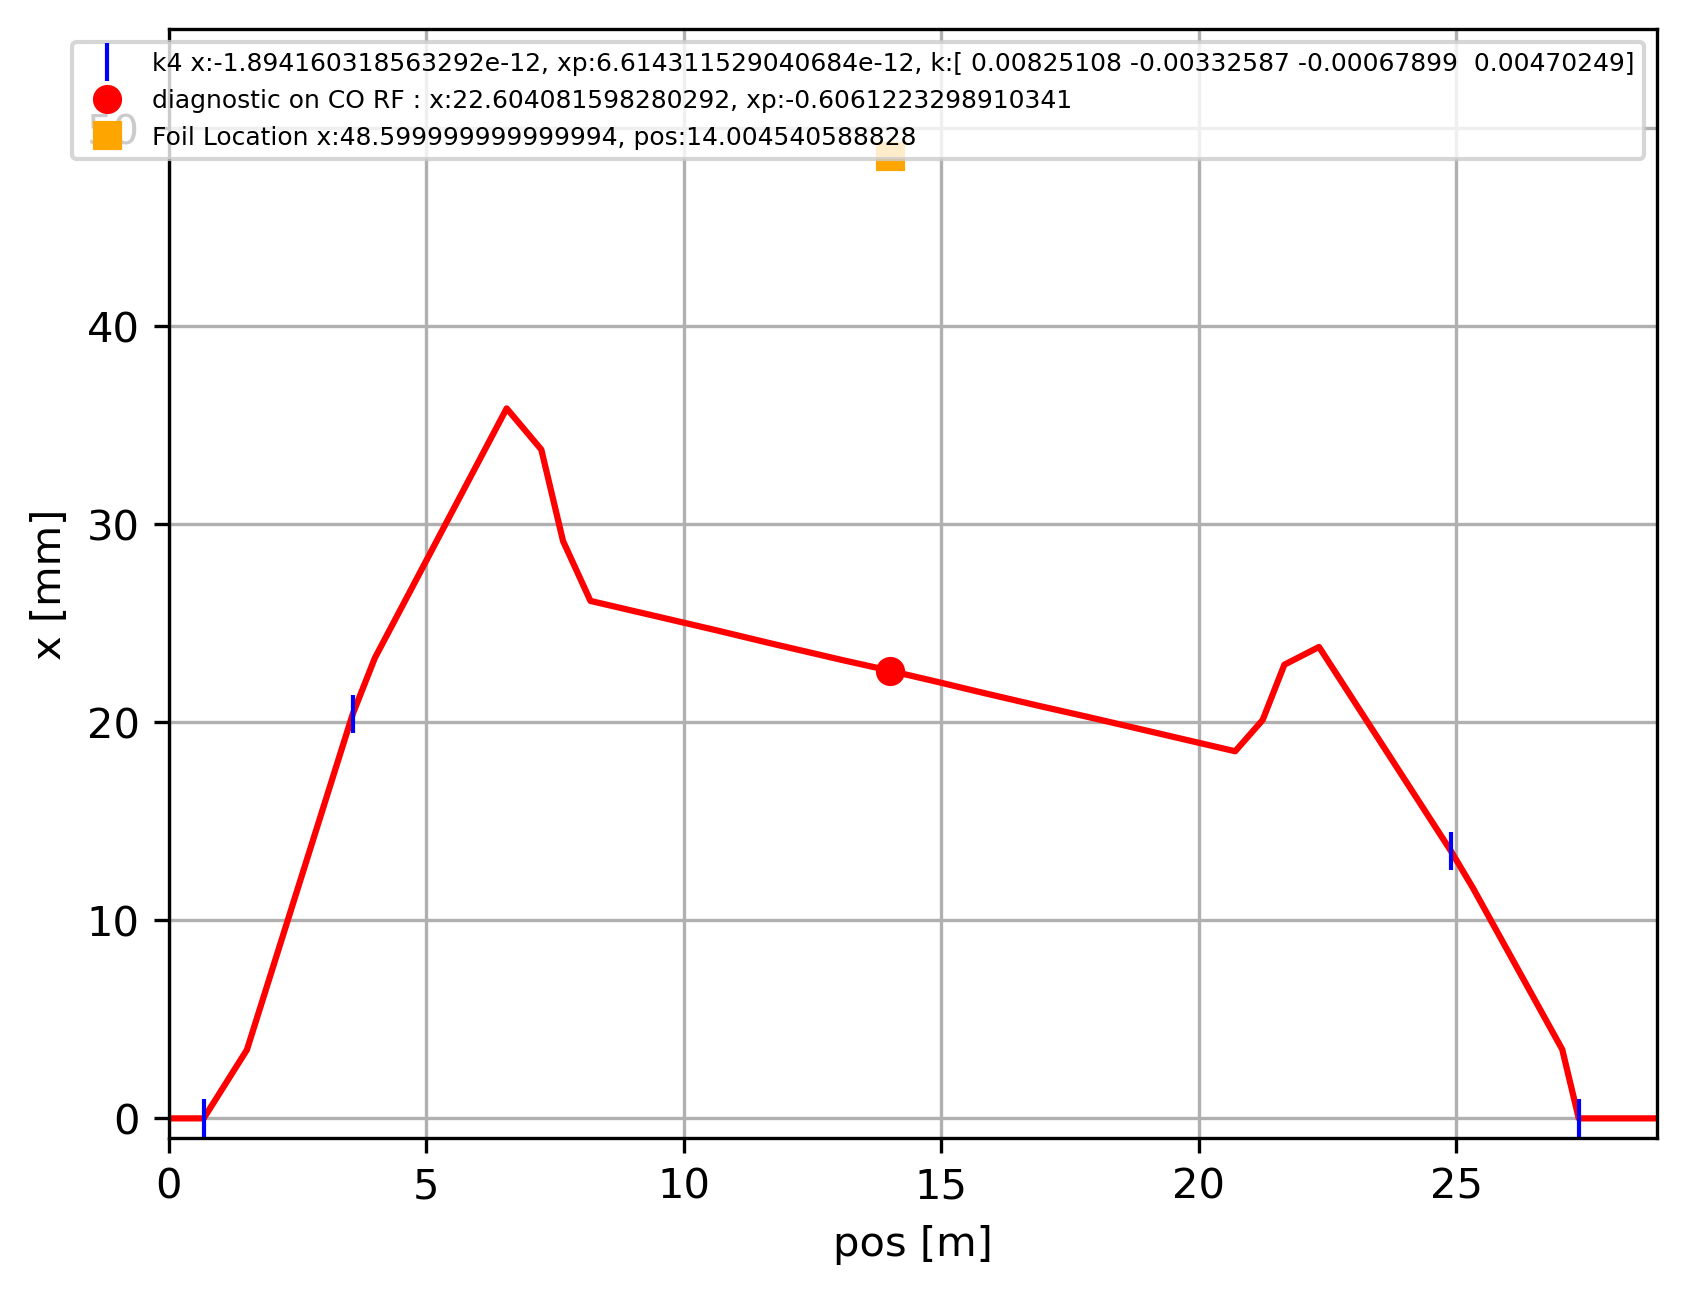 k4 x:-1.894160318563292e-12, xp:6.614311529040684e-12, k:[ 0.00825108 -0.00332587 -0.00067899  0.00470249]
diagnostic on CO RF : x:22.604081598280292, xp:-0.6061223298910341
Foil Location x:48.599999999999994, pos:14.004540588828
50
40
30
20
10
0
x [mm]
0 5 10 15 20 25
pos [m]